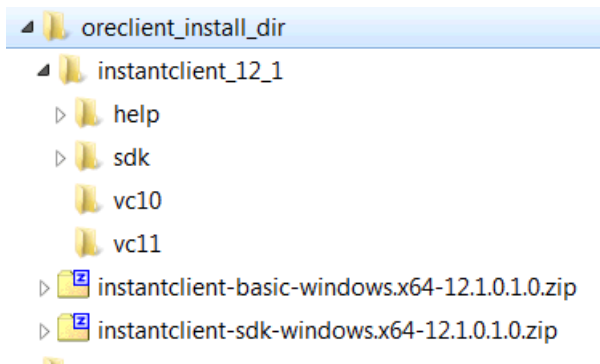 oreclient_install_dir
instantclient_12_1
help
sdk
vc10
vc11
instantclient-basic-windows.x64-12.1.0.1.0.zip
instantclient-sdk-windows.x64-12.1.0.1.0.zip